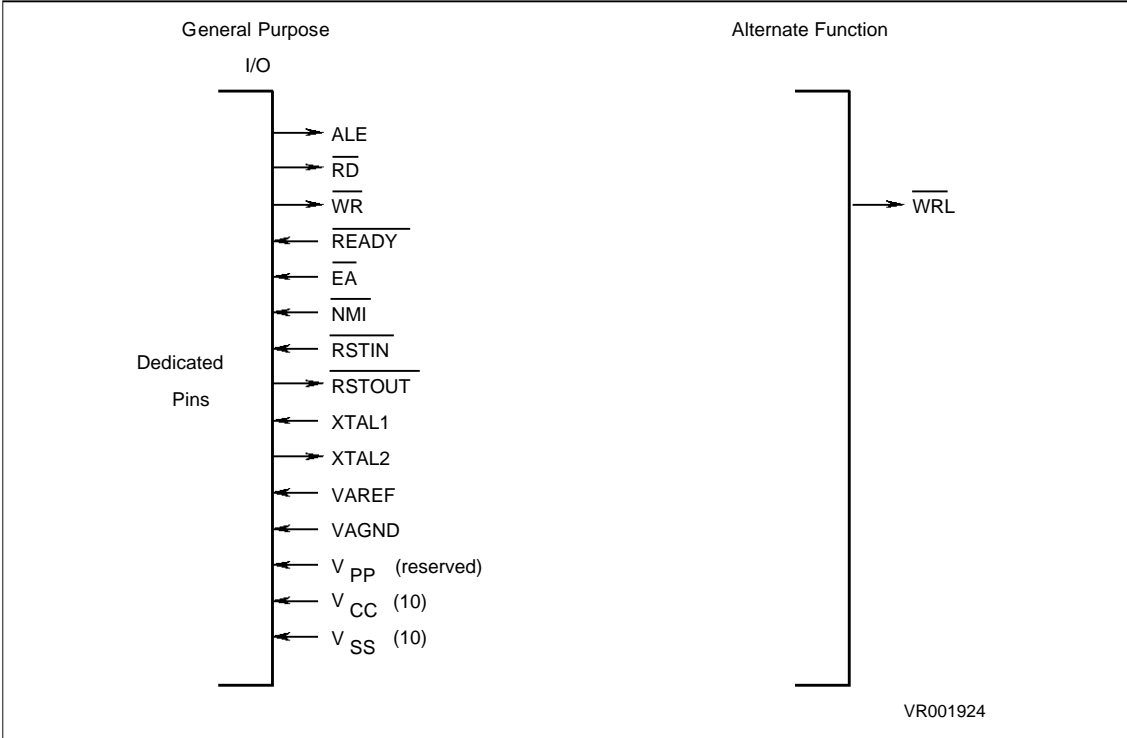 General Purpose
I/O
Alternate Function
ALE
RD
WR
WRL
READY
EA
NMI
RSTIN
Dedicated
Pins
RSTOUT
XTAL1
XTAL2
VAREF
VAGND
V PP (reserved)
V CC (10)
V SS (10)
VR001924